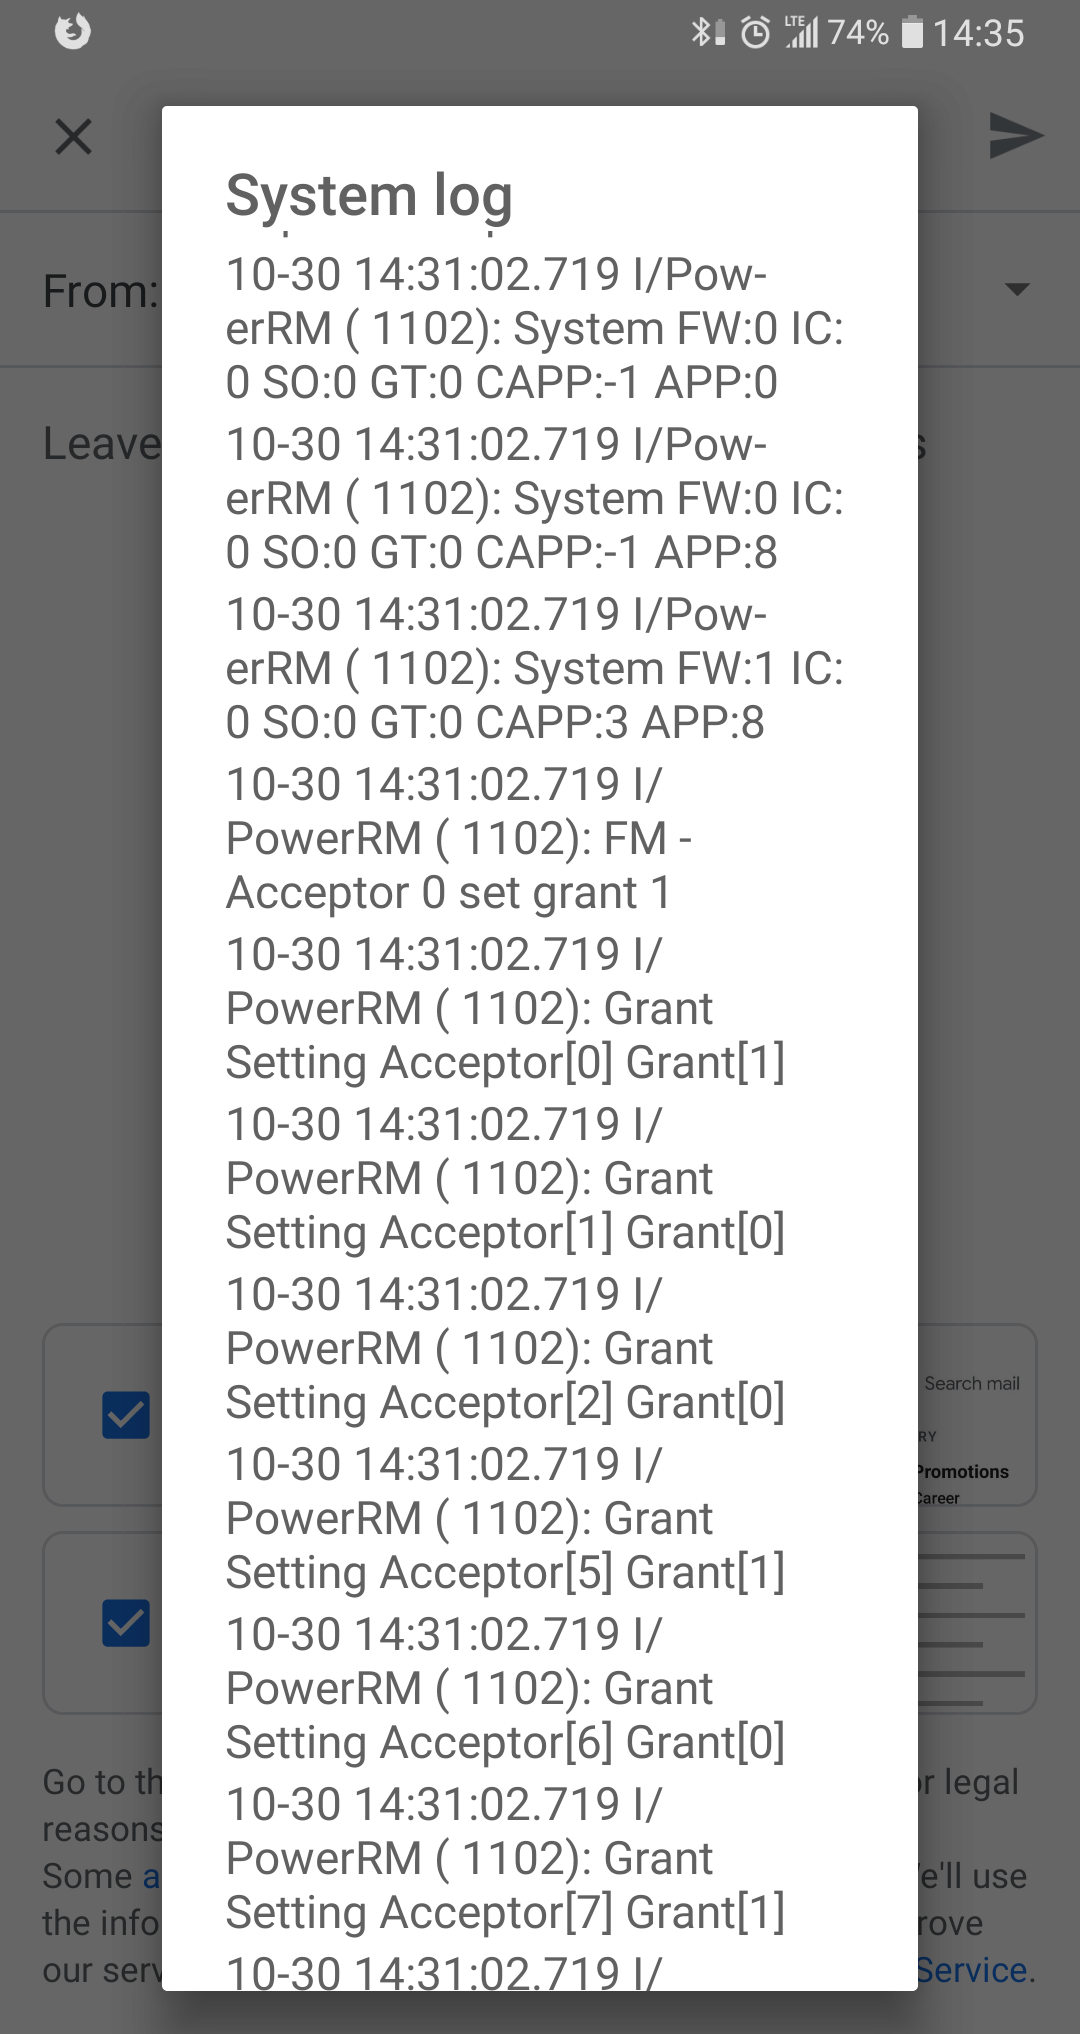 LTE 74% 14:35
System log
From:
10-30 14:31:02.719 I/Pow-
erRM ( 1102): System FW:0 IC:
0 SO:0 GT:0 CAPP:-1 APP:0
Leave
10-30 14:31:02.719 I/Pow-
erRM ( 1102): System FW:0 IC:
0 SO:0 GT:0 CAPP:-1 APP:8
10-30 14:31:02.719 I/Pow-
erRM ( 1102): System FW:1 IC:
0 SO:0 GT:0 CAPP:3 APP:8
10-30 14:31:02.719 I/
PowerRM ( 1102): FM -
Acceptor 0 set grant 1
10-30 14:31:02.719 I/
PowerRM ( 1102): Grant
Setting Acceptor[0] Grant[1]
10-30 14:31:02.719 I/
PowerRM ( 1102): Grant
Setting Acceptor[1] Grant[0]
10-30 14:31:02.719 I/
PowerRM ( 1102): Grant
Setting Acceptor[2] Grant[0]
10-30 14:31:02.719 I/
PowerRM ( 1102): Grant
Setting Acceptor[5] Grant[1]
10-30 14:31:02.719 I/
PowerRM ( 1102): Grant
Setting Acceptor[6] Grant[0]
10-30 14:31:02.719 I/
PowerRM ( 1102): Grant
Setting Acceptor[7] Grant[1]
10-30 14:31:02.719 I/
Search mail
RY
Promotions
Career
Go to th
r legal
reasons
Some a
e'll use
the info
rove
our serv
Service.